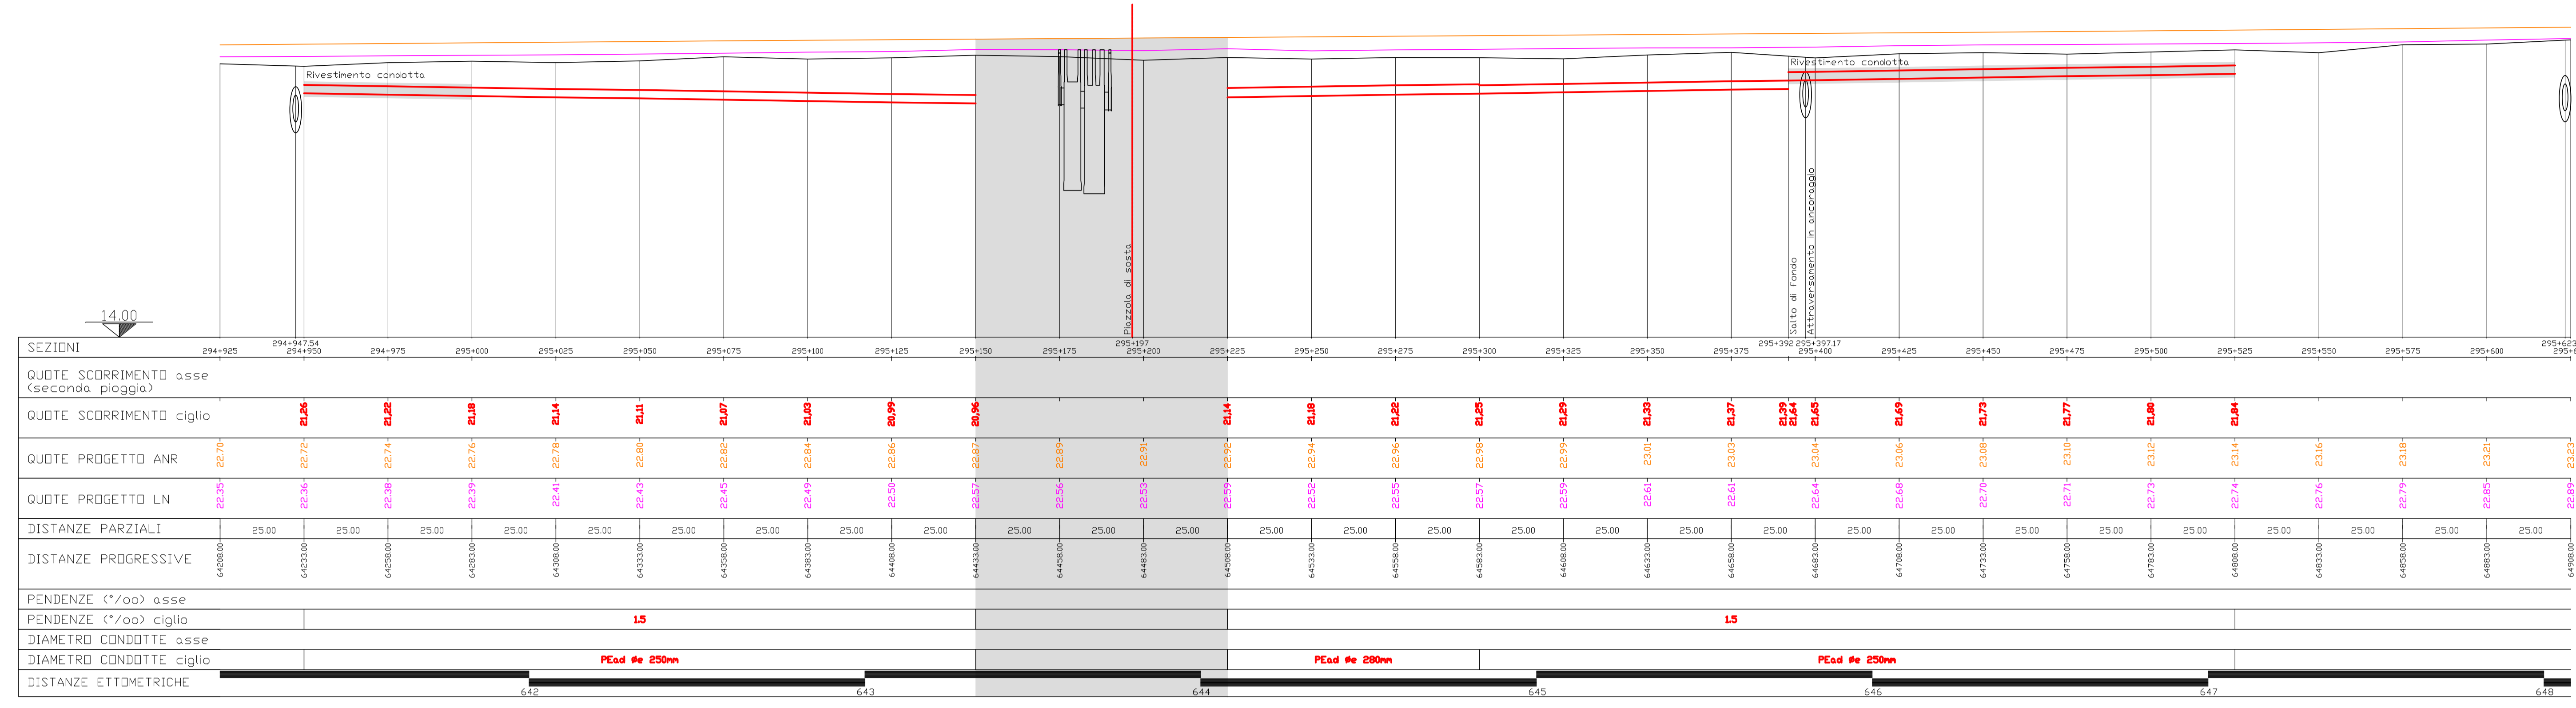 Rivestimento condotta
Rivestimento condotta
Piazzola di sosta
Salto di fondo
Attraversamento in ancoraggio
14.00
SEZIONI
294+925 294+947.54 294+950 294+975 295+000 295+025 295+050 295+075 295+100 295+125 295+150 295+175 295+197 295+200 295+225 295+250 295+275 295+300 295+325 295+350 295+375 295+392 295+397.17 295+400 295+425 295+450 295+475 295+500 295+525 295+550 295+575 295+600
QUOTE SCORRIMENTO asse
(seconda pioggia)
QUOTE SCORRIMENTO ciglio 21,26 21,22 21,18 21,14 21,11 21,07 21,03 20,99 20,96 21,14 21,18 21,22 21,25 21,29 21,33 21,37 21,39 21,64 21,65 21,69 21,73 21,77 21,80 21,84
QUOTE PROGETTO ANR 22.70 22.72 22.74 22.76 22.78 22.80 22.82 22.84 22.86 22.87 22.89 22.91 22.92 22.94 22.96 22.98 22.99 23.01 23.03 23.04 23.06 23.08 23.10 23.12 23.14 23.16 23.18 23.21 23.23
QUOTE PROGETTO LN 22.35 22.36 22.38 22.39 22.41 22.43 22.45 22.49 22.50 22.57 22.56 22.53 22.59 22.52 22.55 22.57 22.59 22.61 22.61 22.64 22.68 22.70 22.71 22.73 22.74 22.76 22.79 22.85 22.89
DISTANZE PARZIALI 25.00 25.00 25.00 25.00 25.00 25.00 25.00 25.00 25.00 25.00 25.00 25.00 25.00 25.00 25.00 25.00 25.00 25.00 25.00 25.00 25.00 25.00 25.00 25.00 25.00 25.00 25.00 25.00
DISTANZE PROGRESSIVE 64208.00 64233.00 64258.00 64283.00 64308.00 64333.00 64358.00 64383.00 64408.00 64433.00 64458.00 64483.00 64508.00 64533.00 64558.00 64583.00 64608.00 64633.00 64658.00 64683.00 64708.00 64733.00 64758.00 64783.00 64808.00 64833.00 64858.00 64883.00 64908.00
PENDENZE (°/oo) asse
PENDENZE (°/oo) ciglio 1.5 1.5
DIAMETRO CONDOTTE asse
DIAMETRO CONDOTTE ciglio PEad Øe 250mm PEad Øe 280mm PEad Øe 250mm
DISTANZE ETTOMETRICHE 642 643 644 645 646 647 648